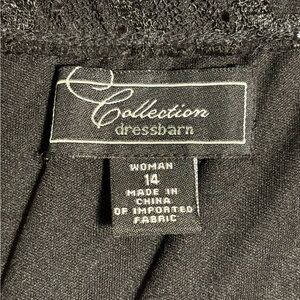 Collection
dressbarn
WOMAN
14
MADE IN
CHINA
OF IMPORTED
FABRIC